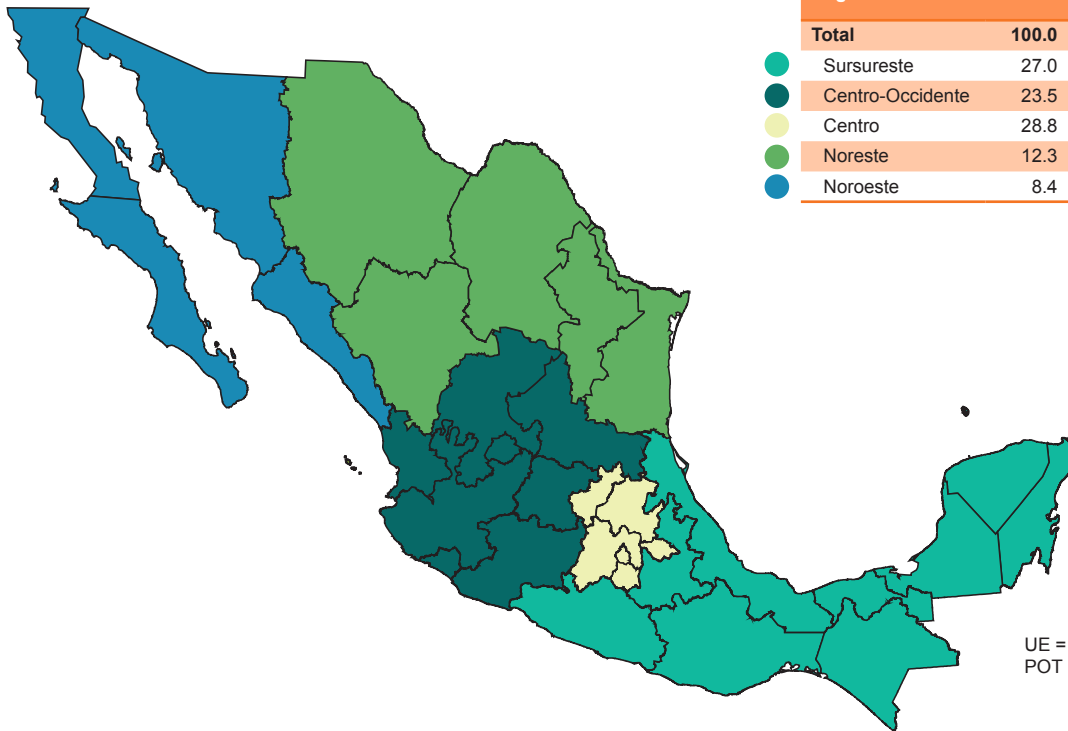 Total 100.0
Sursureste 27.0
Centro-Occidente 23.5
Centro 28.8
Noreste 12.3
Noroeste 8.4
UE =
POT